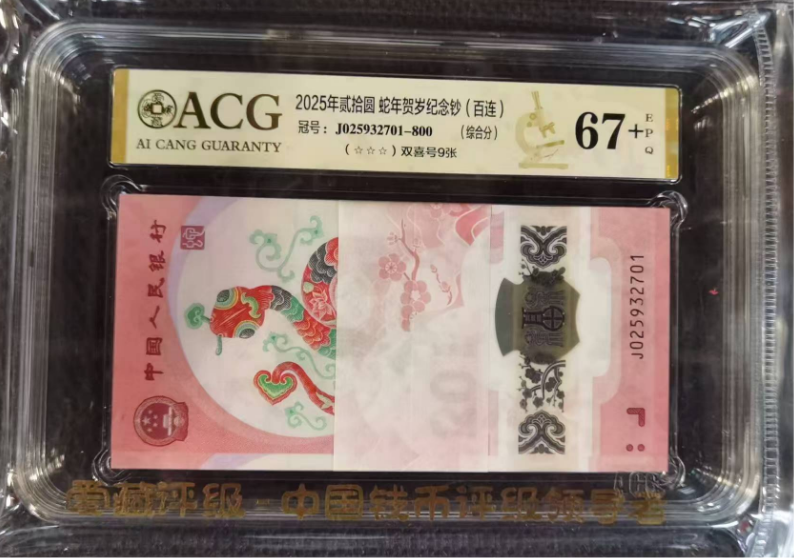 ACG
AI CANG GUARANTY
2025年贰拾圆 蛇年贺岁纪念钞（百连）
冠号：J025932701-800 （综合分）
（☆☆☆）双喜号9张
67+
EPQ
中国人民银行
J025932701
爱藏评级-中国钱币评级领导者